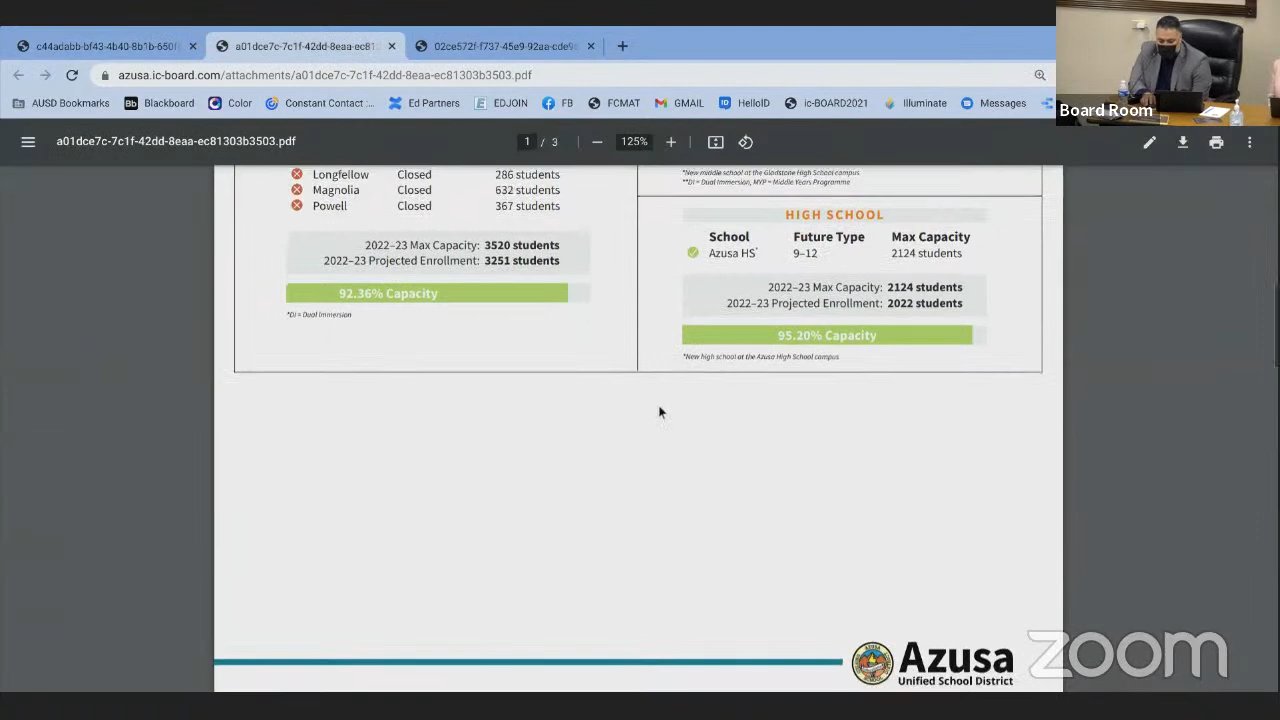 c44adabb-bf43-4b40-8b1b-650f
a01dce7c-7c1f-42dd-8eaa-ec81
02ce572f-f737-45e9-92aa-cde9
azusa.ic-board.com/attachments/a01dce7c-7c1f-42dd-8eaa-ec81303b3503.pdf
AUSD Bookmarks
Bb Blackboard
Color
Constant Contact :...
Ed Partners
E EDJOIN
FB
FCMAT
GMAIL
ID HelloID
ic-BOARD2021
Illuminate
Messages
Board Room
a01dce7c-7c1f-42dd-8eaa-ec81303b3503.pdf
1 / 3
125%
Longfellow Closed 286 students
Magnolia Closed 632 students
Powell Closed 367 students
2022–23 Max Capacity: 3520 students
2022–23 Projected Enrollment: 3251 students
92.36% Capacity
*DI = Dual Immersion
*New middle school at the Gladstone High School campus
**DI = Dual Immersion, MYP = Middle Years Programme
HIGH SCHOOL
School Future Type Max Capacity
Azusa HS* 9–12 2124 students
2022–23 Max Capacity: 2124 students
2022–23 Projected Enrollment: 2022 students
95.20% Capacity
*New high school at the Azusa High School campus
Azusa
Unified School District
zoom